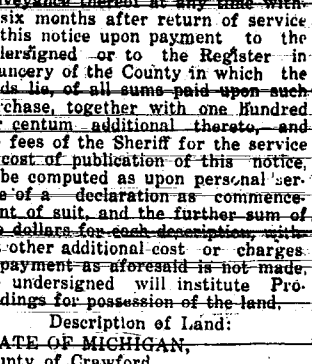 veyance thereof at any time with-
six months after return of service
this notice upon payment to the
dersigned or to the Register in
ancery of the County in which the
ds lie, of all sums paid upon such
rchase, together with one Hundred
r centum additional thereto, and
fees of the Sheriff for the service
cost of publication of this notice,
be computed as upon personal ser-
e of a declaration as commence-
nt of suit, and the further sum of
e dollars for each description, with-
t other additional cost or charges.
payment as aforesaid is not made,
undersigned will institute Pro-
dings for possession of the land.
Description of Land:
ATE OF MICHIGAN,
unty of Crawford